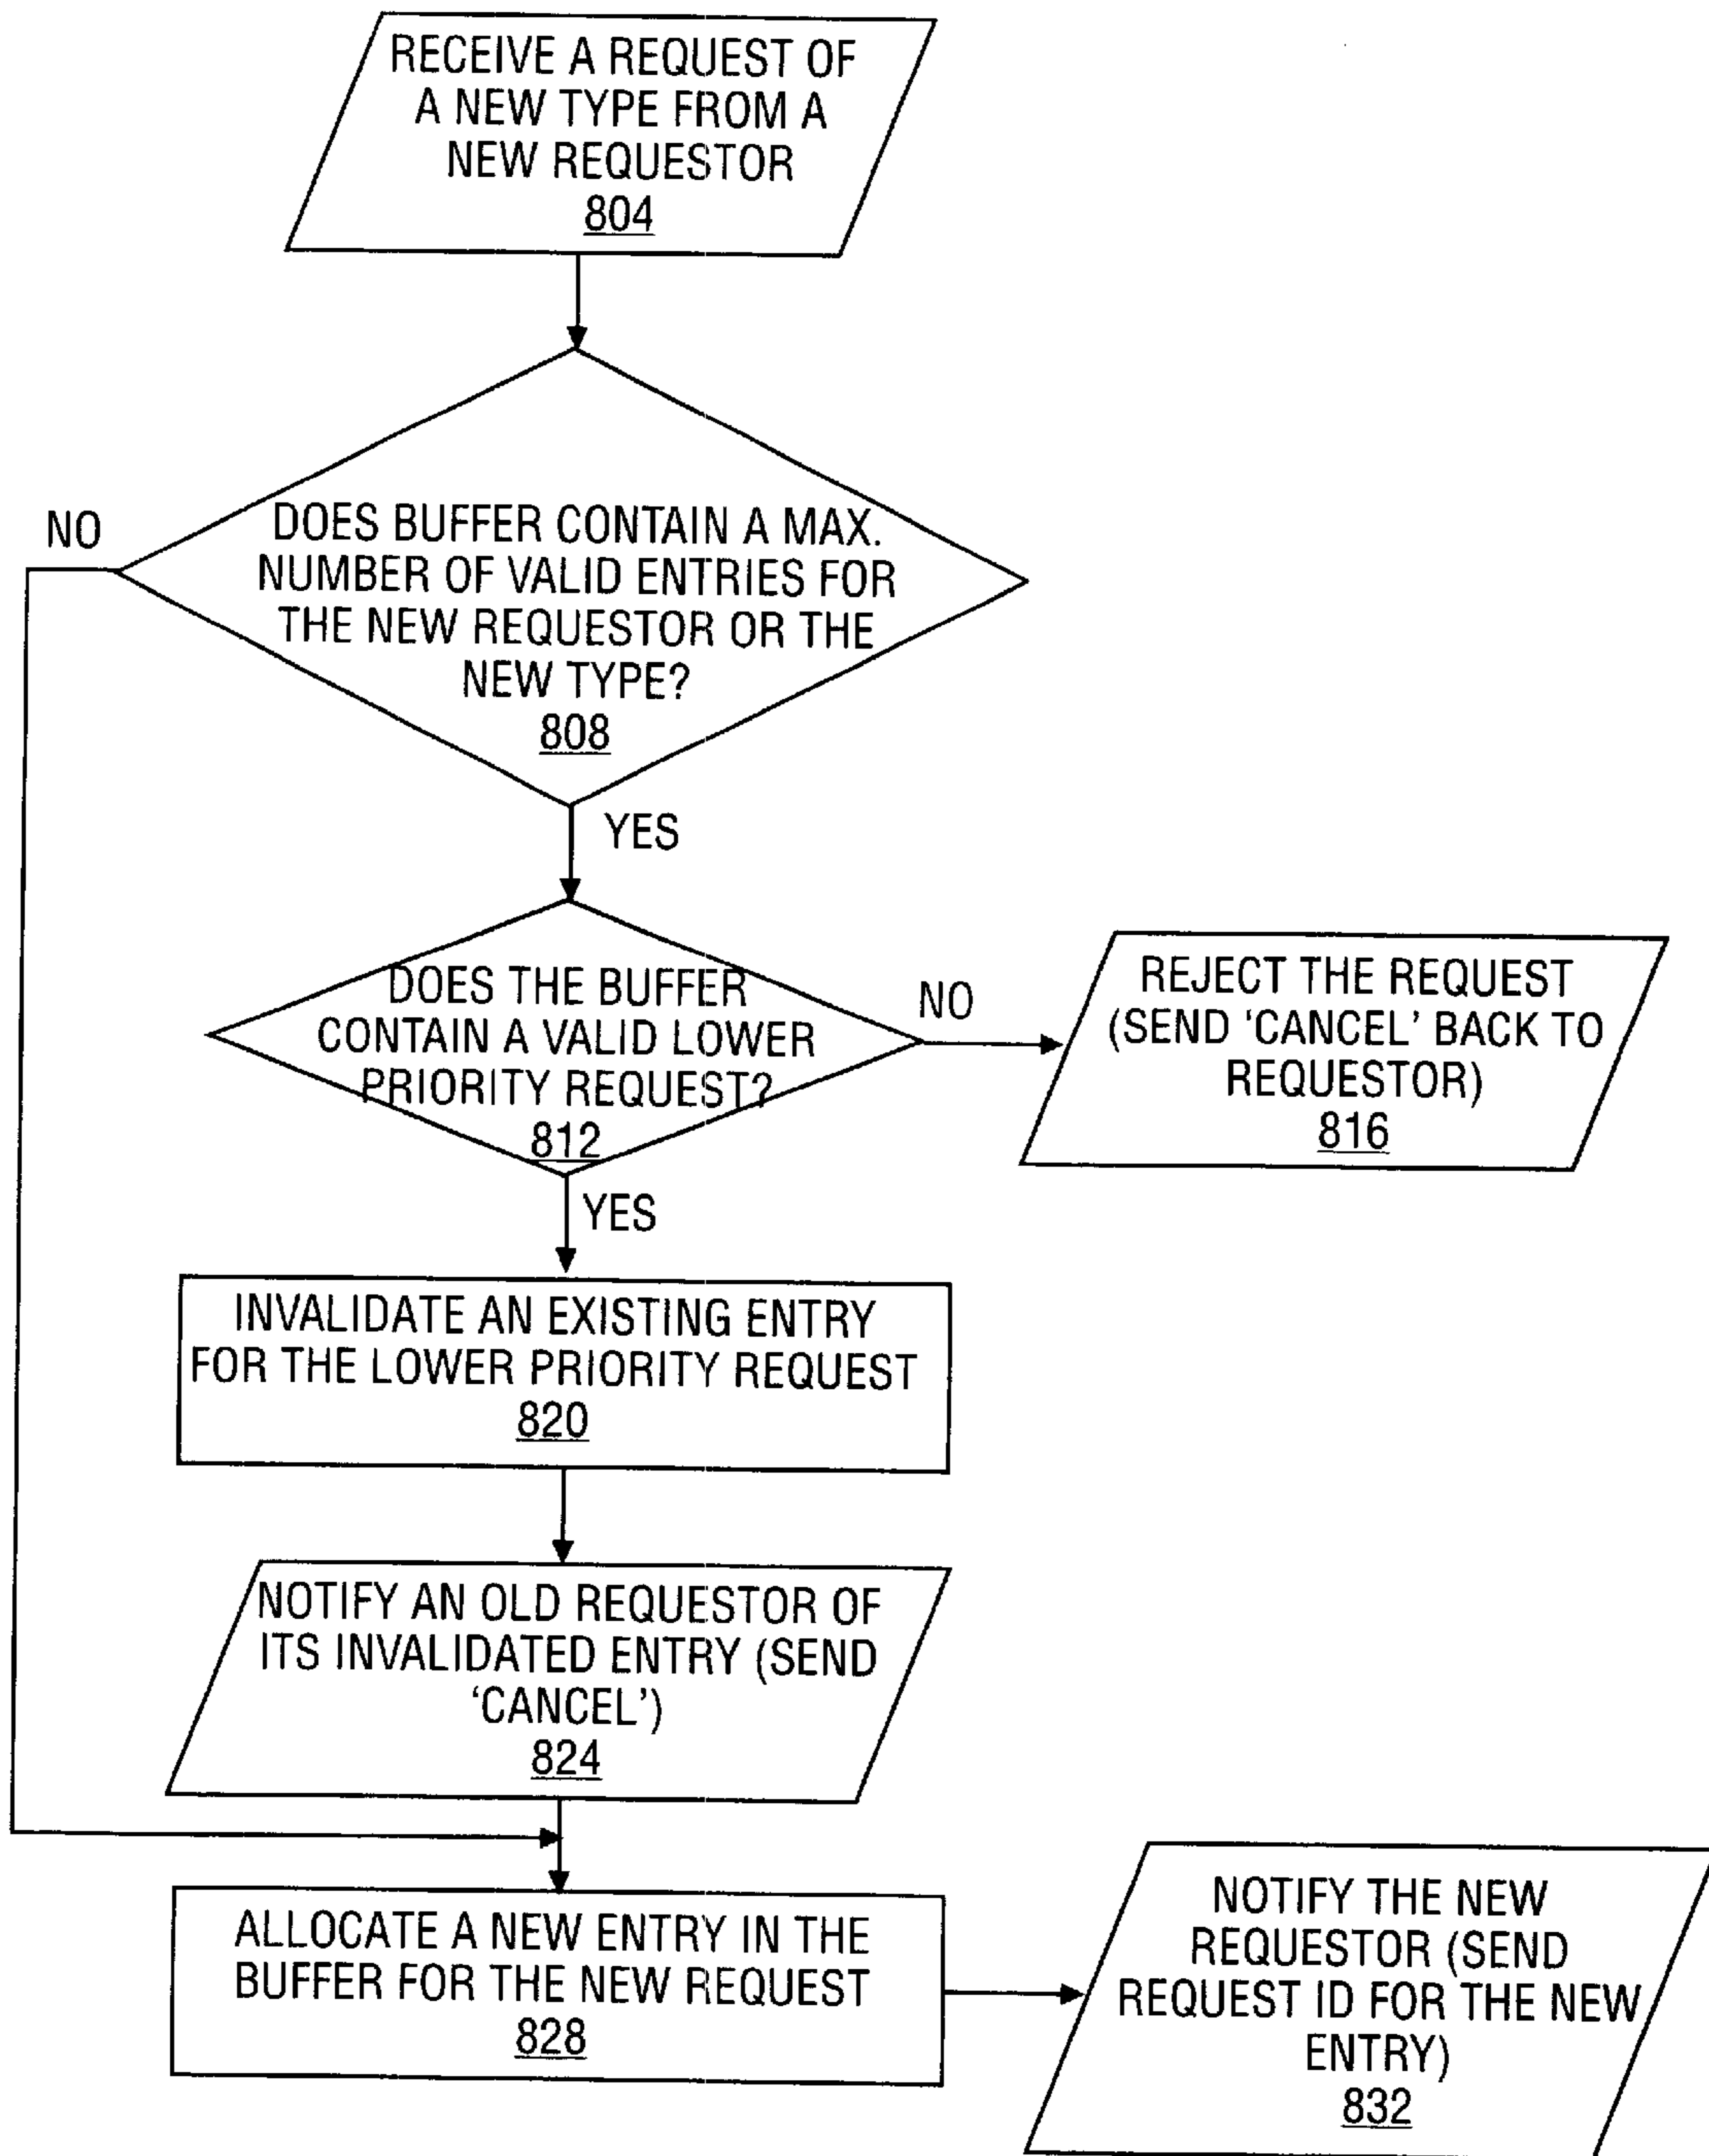 RECEIVE A REQUEST OF
A NEW TYPE FROM A
NEW REQUESTOR
804
NO
DOES BUFFER CONTAIN A MAX.
NUMBER OF VALID ENTRIES FOR
THE NEW REQUESTOR OR THE
NEW TYPE?
808
YES
DOES THE BUFFER
CONTAIN A VALID LOWER
PRIORITY REQUEST?
812
NO
REJECT THE REQUEST
(SEND 'CANCEL' BACK TO
REQUESTOR)
816
YES
INVALIDATE AN EXISTING ENTRY
FOR THE LOWER PRIORITY REQUEST
820
NOTIFY AN OLD REQUESTOR OF
ITS INVALIDATED ENTRY (SEND
'CANCEL')
824
ALLOCATE A NEW ENTRY IN THE
BUFFER FOR THE NEW REQUEST
828
NOTIFY THE NEW
REQUESTOR (SEND
REQUEST ID FOR THE NEW
ENTRY)
832